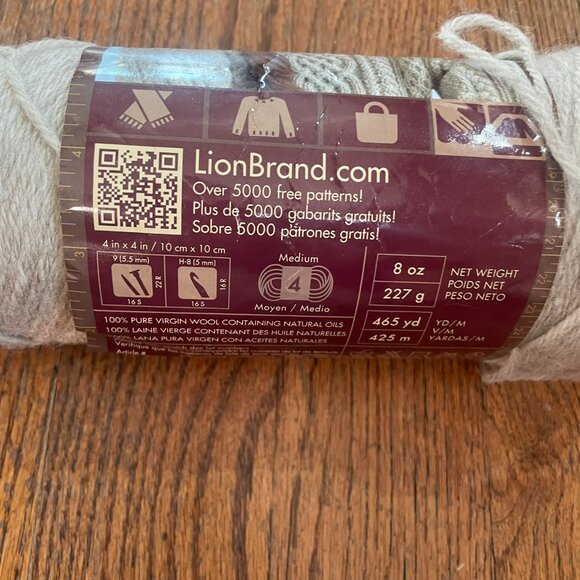 LionBrand.com
Over 5000 free patterns!
Plus de 5000 gabarits gratuits!
Sobre 5000 patrones gratis!
4 in x 4 in / 10 cm x 10 cm
9 (5.5 mm)
22 R
16 S
H-8 (5 mm)
16 R
16 S
Medium
4
Moyen / Medio
8 oz
227 g
NET WEIGHT
POIDS NET
PESO NETO
465 yd
425 m
YD/M
V/M
YARDAS/M
100% PURE VIRGIN WOOL CONTAINING NATURAL OILS
100% LAINE VIERGE CONTENANT DES HUILE NATURELLES
100% LANA PURA VIRGEN CON ACEITES NATURALES
Article #
4
3